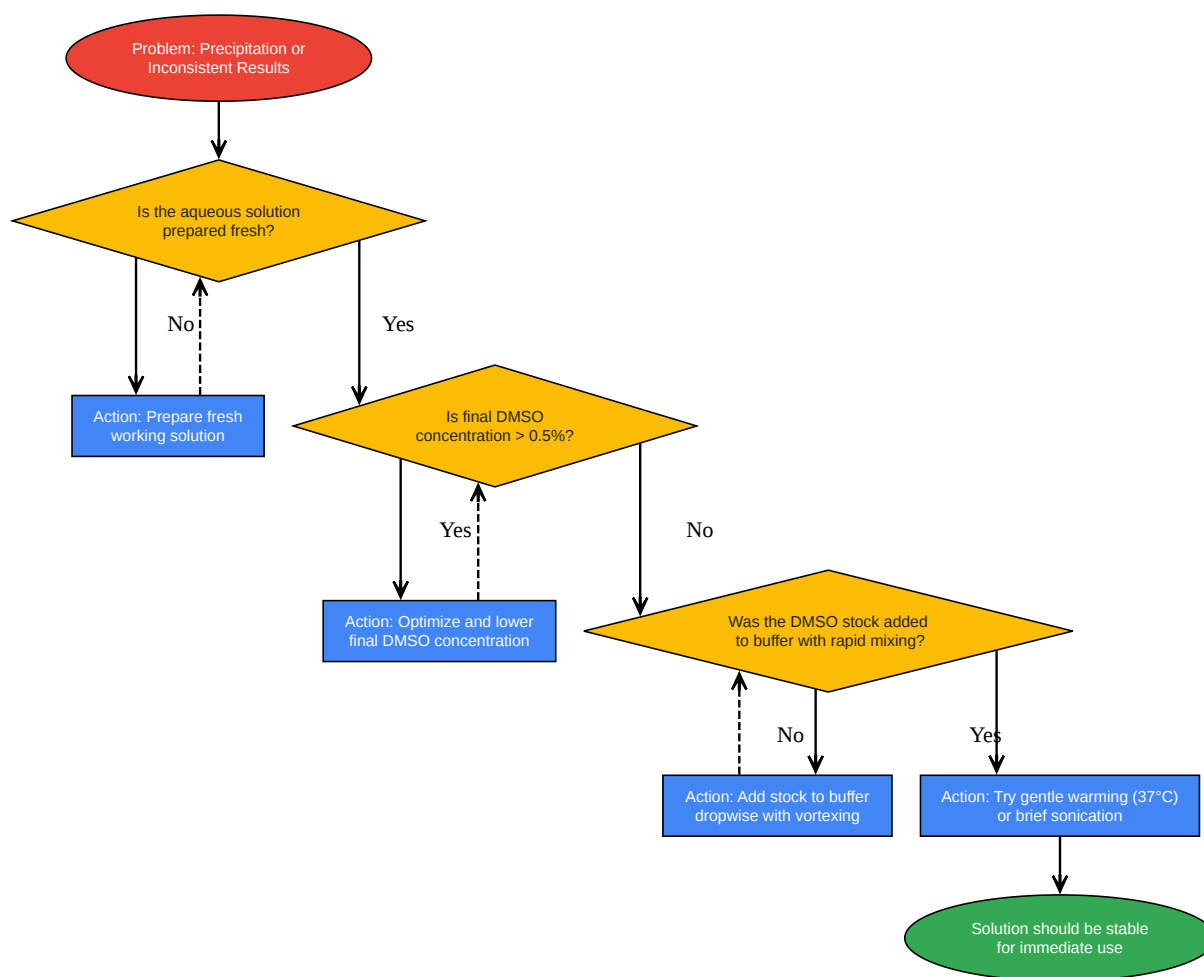 Problem: Precipitation or
Inconsistent Results
Is the aqueous solution
prepared fresh?
No
Yes
Action: Prepare fresh
working solution
Is final DMSO
concentration > 0.5%?
Yes
No
Action: Optimize and lower
final DMSO concentration
Was the DMSO stock added
to buffer with rapid mixing?
No
Yes
Action: Add stock to buffer
dropwise with vortexing
Action: Try gentle warming (37°C)
or brief sonication
Solution should be stable
for immediate use